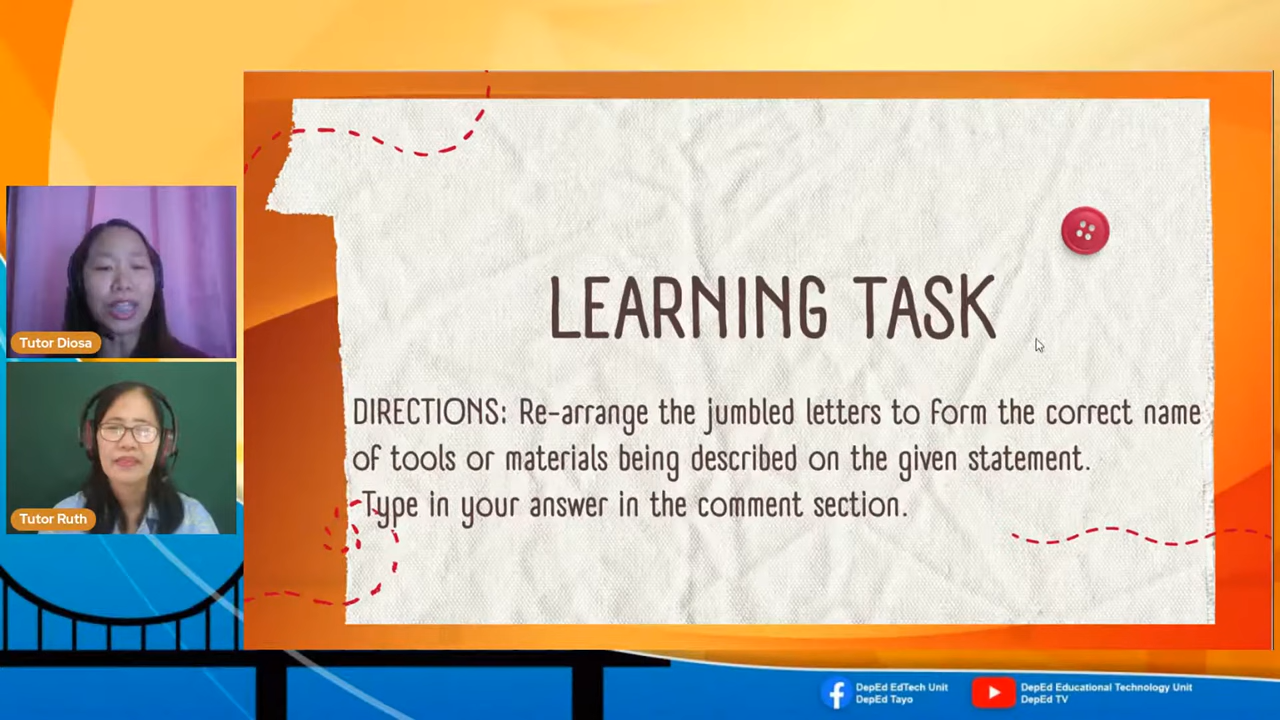 LEARNING TASK
DIRECTIONS: Re-arrange the jumbled letters to form the correct name
of tools or materials being described on the given statement.
Type in your answer in the comment section.
Tutor Diosa
Tutor Ruth
DepEd EdTech Unit
DepEd Tayo
DepEd Educational Technology Unit
DepEd TV